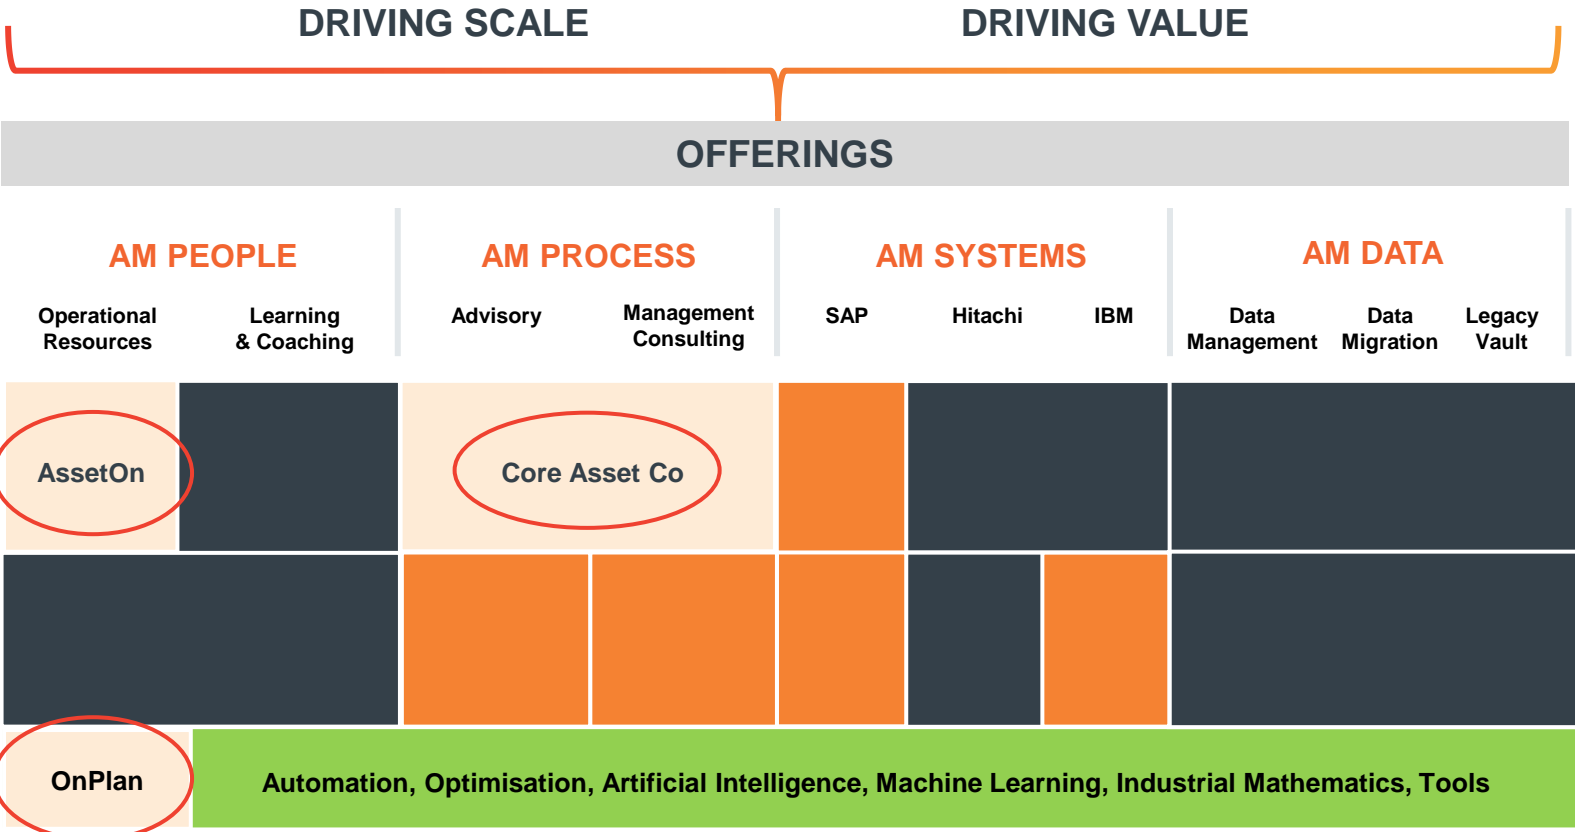 DRIVING SCALE
DRIVING VALUE
OFFERINGS
AM PEOPLE
AM PROCESS
AM SYSTEMS
AM DATA
Operational
Resources
Learning
& Coaching
Advisory
Management
Consulting
SAP
Hitachi
IBM
Data
Management
Data
Migration
Legacy
Vault
AssetOn
Core Asset Co
OnPlan
Automation, Optimisation, Artificial Intelligence, Machine Learning, Industrial Mathematics, Tools